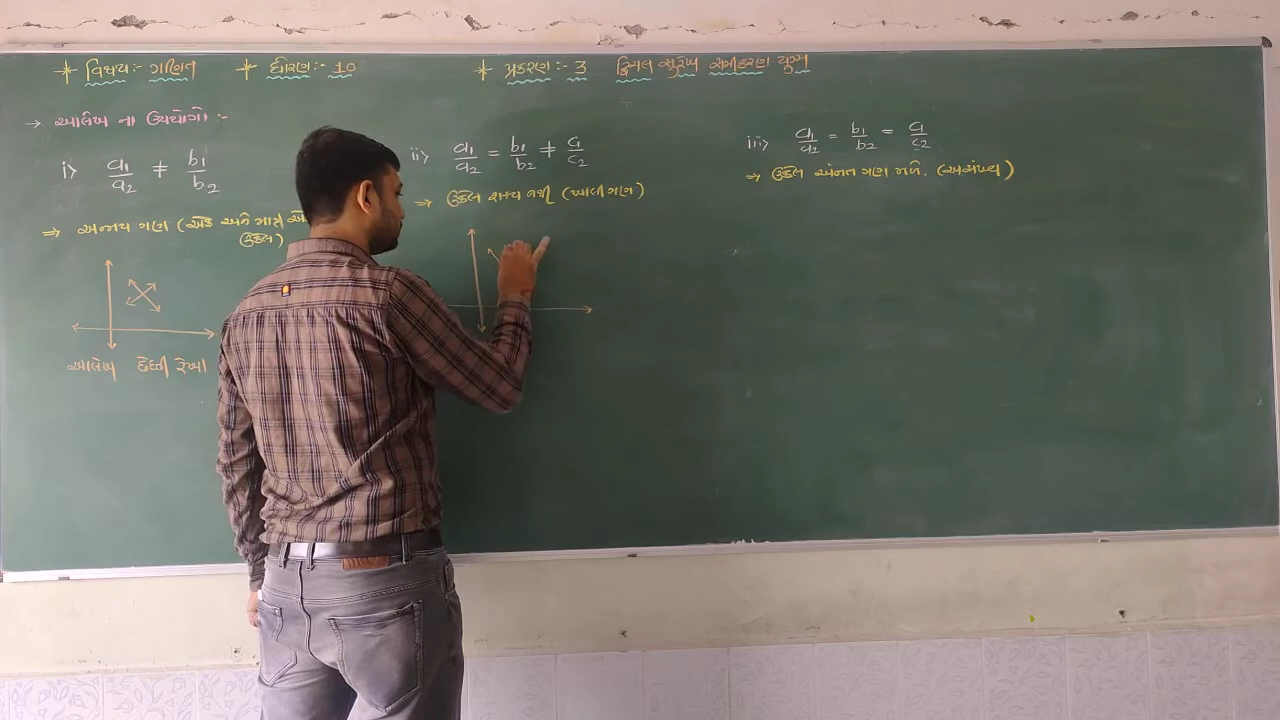 * વિષય:- ગણિત * ધોરણ:- 10 * પ્રકરણ:- 3 દ્વિચલ સુરેખ સમીકરણ યુગ્મ
→ આલેખ ના ઉપયોગો:-
i> a1/a2 ≠ b1/b2
⇒ અનન્ય ગણ (એક અને માત્ર
ઉકેલ)
આલેખ છેદતી રેખા
ii> a1/a2 = b1/b2 ≠ c1/c2
⇒ ઉકેલ શક્ય નથી (ખાલી ગણ)
iii> a1/a2 = b1/b2 = c1/c2
⇒ ઉકેલ અનંત ગણ મળે. (અસંખ્ય)